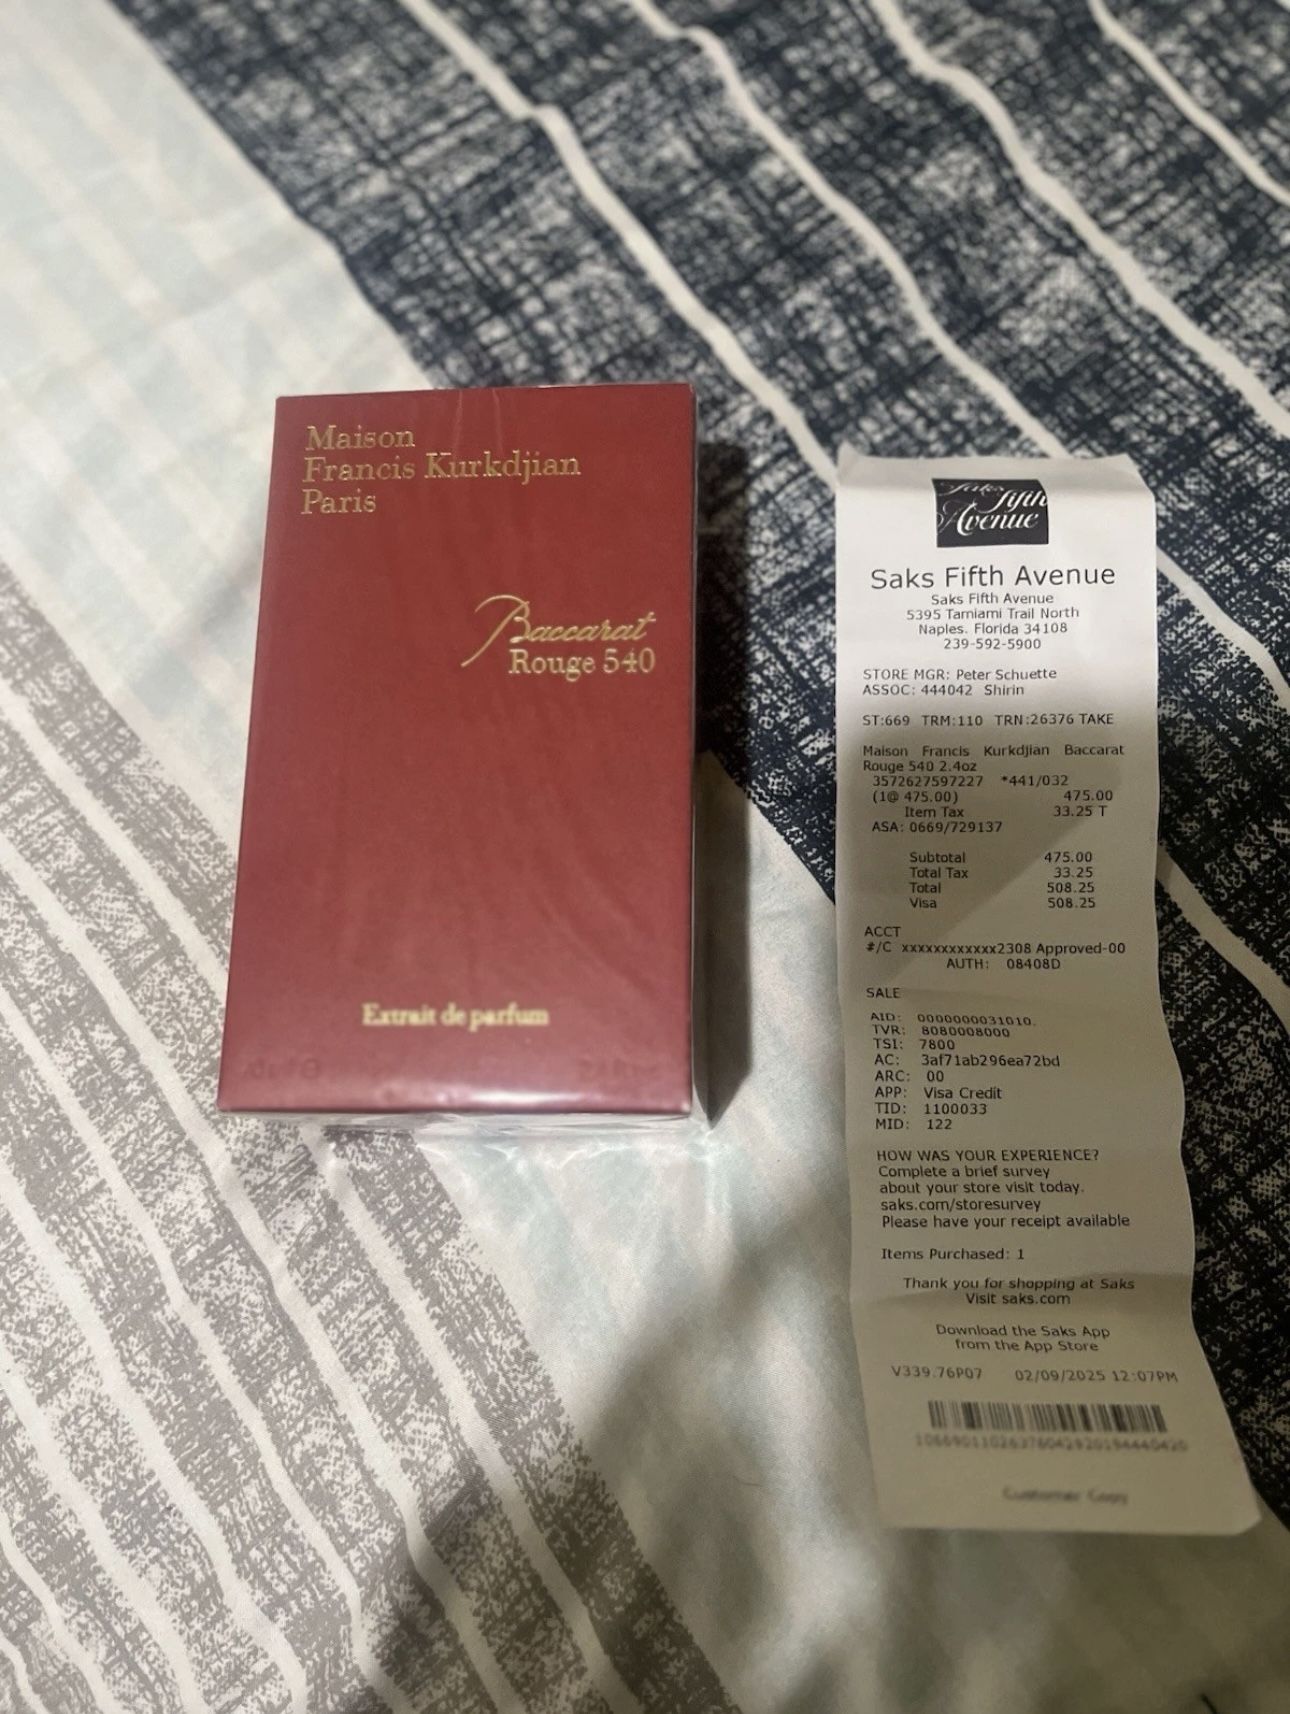 Maison
Francis Kurkdjian
Paris
Baccarat
Rouge 540
Extrait de parfum
Saks
fifth
Avenue
Saks Fifth Avenue
Saks Fifth Avenue
5395 Tamiami Trail North
Naples. Florida 34108
239-592-5900
STORE MGR: Peter Schuette
ASSOC: 444042 Shirin
ST:669 TRM:110 TRN:26376 TAKE
Maison Francis Kurkdjian Baccarat
Rouge 540 2.4oz
3572627597227 *441/032
(1@ 475.00) 475.00
Item Tax 33.25 T
ASA: 0669/729137
Subtotal 475.00
Total Tax 33.25
Total 508.25
Visa 508.25
ACCT
#/C xxxxxxxxxxxx2308 Approved-00
AUTH: 08408D
SALE
AID: 0000000031010.
TVR: 8080008000
TSI: 7800
AC: 3af71ab296ea72bd
ARC: 00
APP: Visa Credit
TID: 1100033
MID: 122
HOW WAS YOUR EXPERIENCE?
Complete a brief survey
about your store visit today.
saks.com/storesurvey
Please have your receipt available
Items Purchased: 1
Thank you for shopping at Saks
Visit saks.com
Download the Saks App
from the App Store
V339.76P07 02/09/2025 12:07PM
Customer Copy